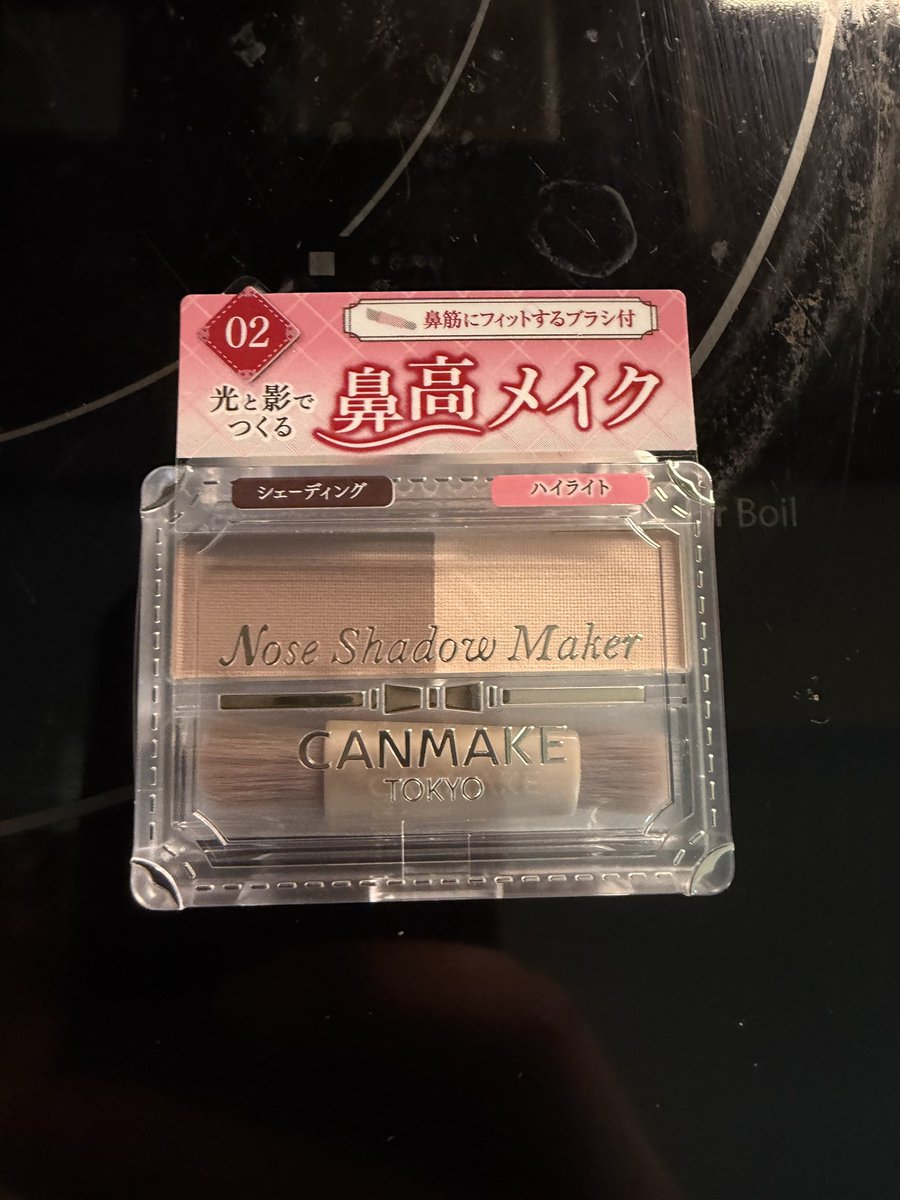 02
鼻筋にフィットするブラシ付
光と影で
つくる
鼻高メイク
シェーディング
ハイライト
Boil
Nose Shadow Maker
CANMAKE
TOKYO